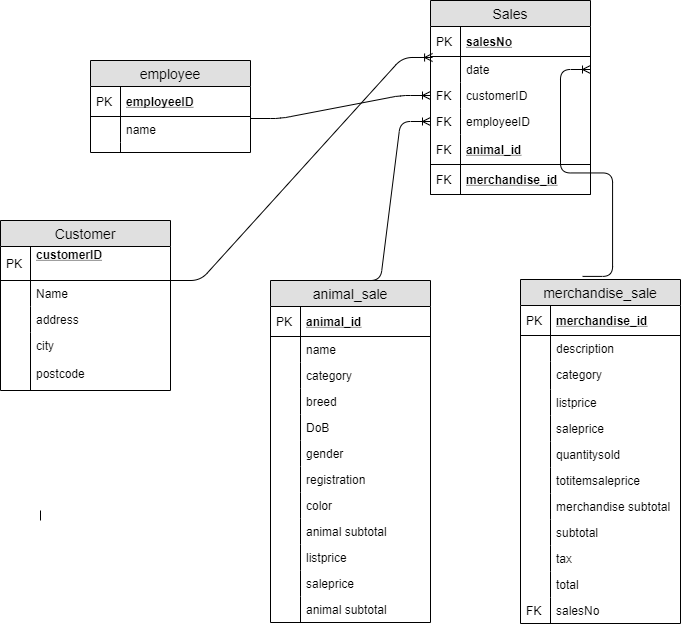 Sales
PK salesNo
date
FK customerID
FK employeeID
FK animal_id
FK merchandise_id
employee
PK employeeID
name
Customer
PK customerID
Name
address
city
postcode
animal_sale
PK animal_id
name
category
breed
DoB
gender
registration
color
animal subtotal
listprice
saleprice
animal subtotal
merchandise_sale
PK merchandise_id
description
category
listprice
saleprice
quantitysold
totitemsaleprice
merchandise subtotal
subtotal
tax
total
FK salesNo